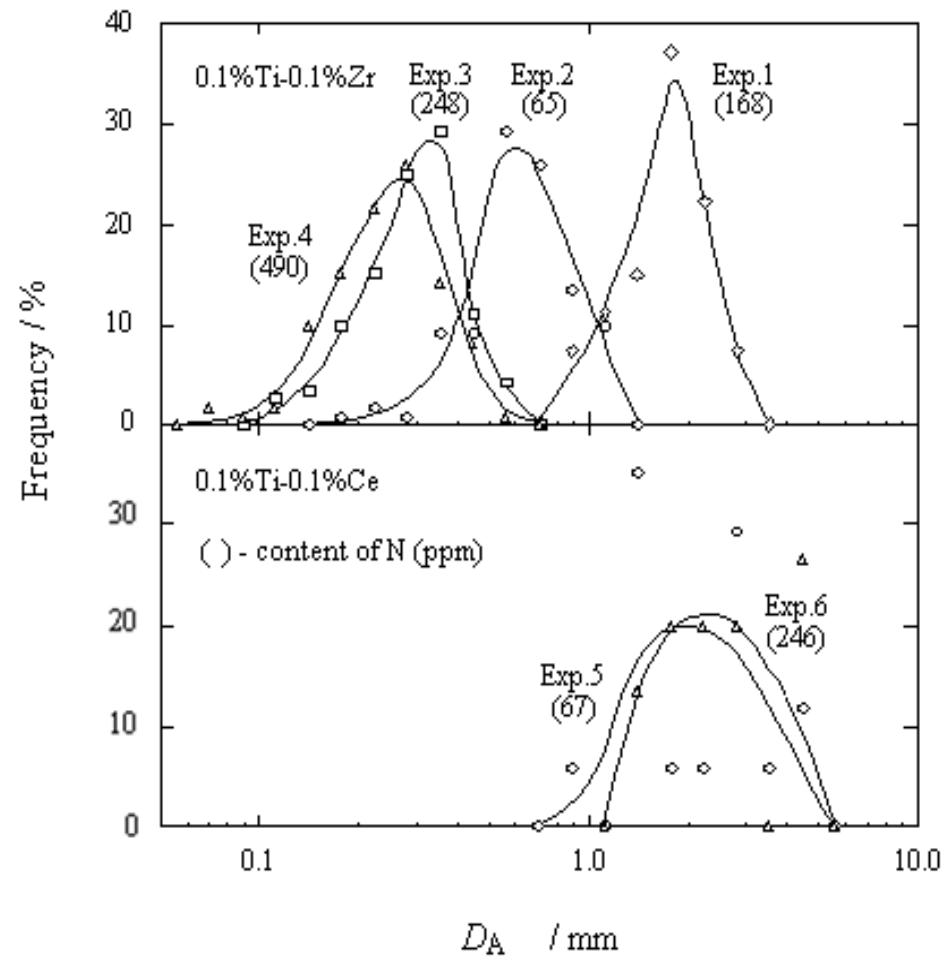 40
0.1%Ti-0.1%Zr
Exp.3
(248)
Exp.2
(65)
Exp.1
(168)
30
20
Exp.4
(490)
10
0
Frequency / %
0.1%Ti-0.1%Ce
30
( ) - content of N (ppm)
20
Exp.6
(246)
Exp.5
(67)
10
0
0.1
1.0
10.0
DA / mm